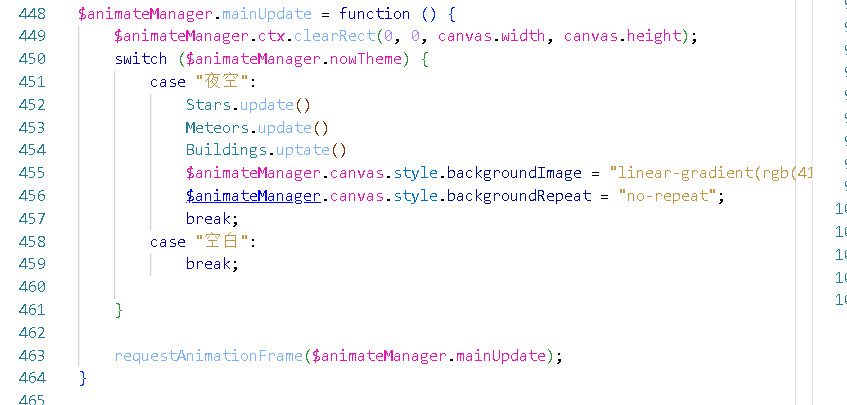 448 $animateManager.mainUpdate = function () {
449 $animateManager.ctx.clearRect(0, 0, canvas.width, canvas.height);
450 switch ($animateManager.nowTheme) {
451 case "夜空":
452 Stars.update()
453 Meteors.update()
454 Buildings.uptate()
455 $animateManager.canvas.style.backgroundImage = "linear-gradient(rgb(41
456 $animateManager.canvas.style.backgroundRepeat = "no-repeat";
457 break;
458 case "空白":
459 break;
460
461 }
462
463 requestAnimationFrame($animateManager.mainUpdate);
464 }
465